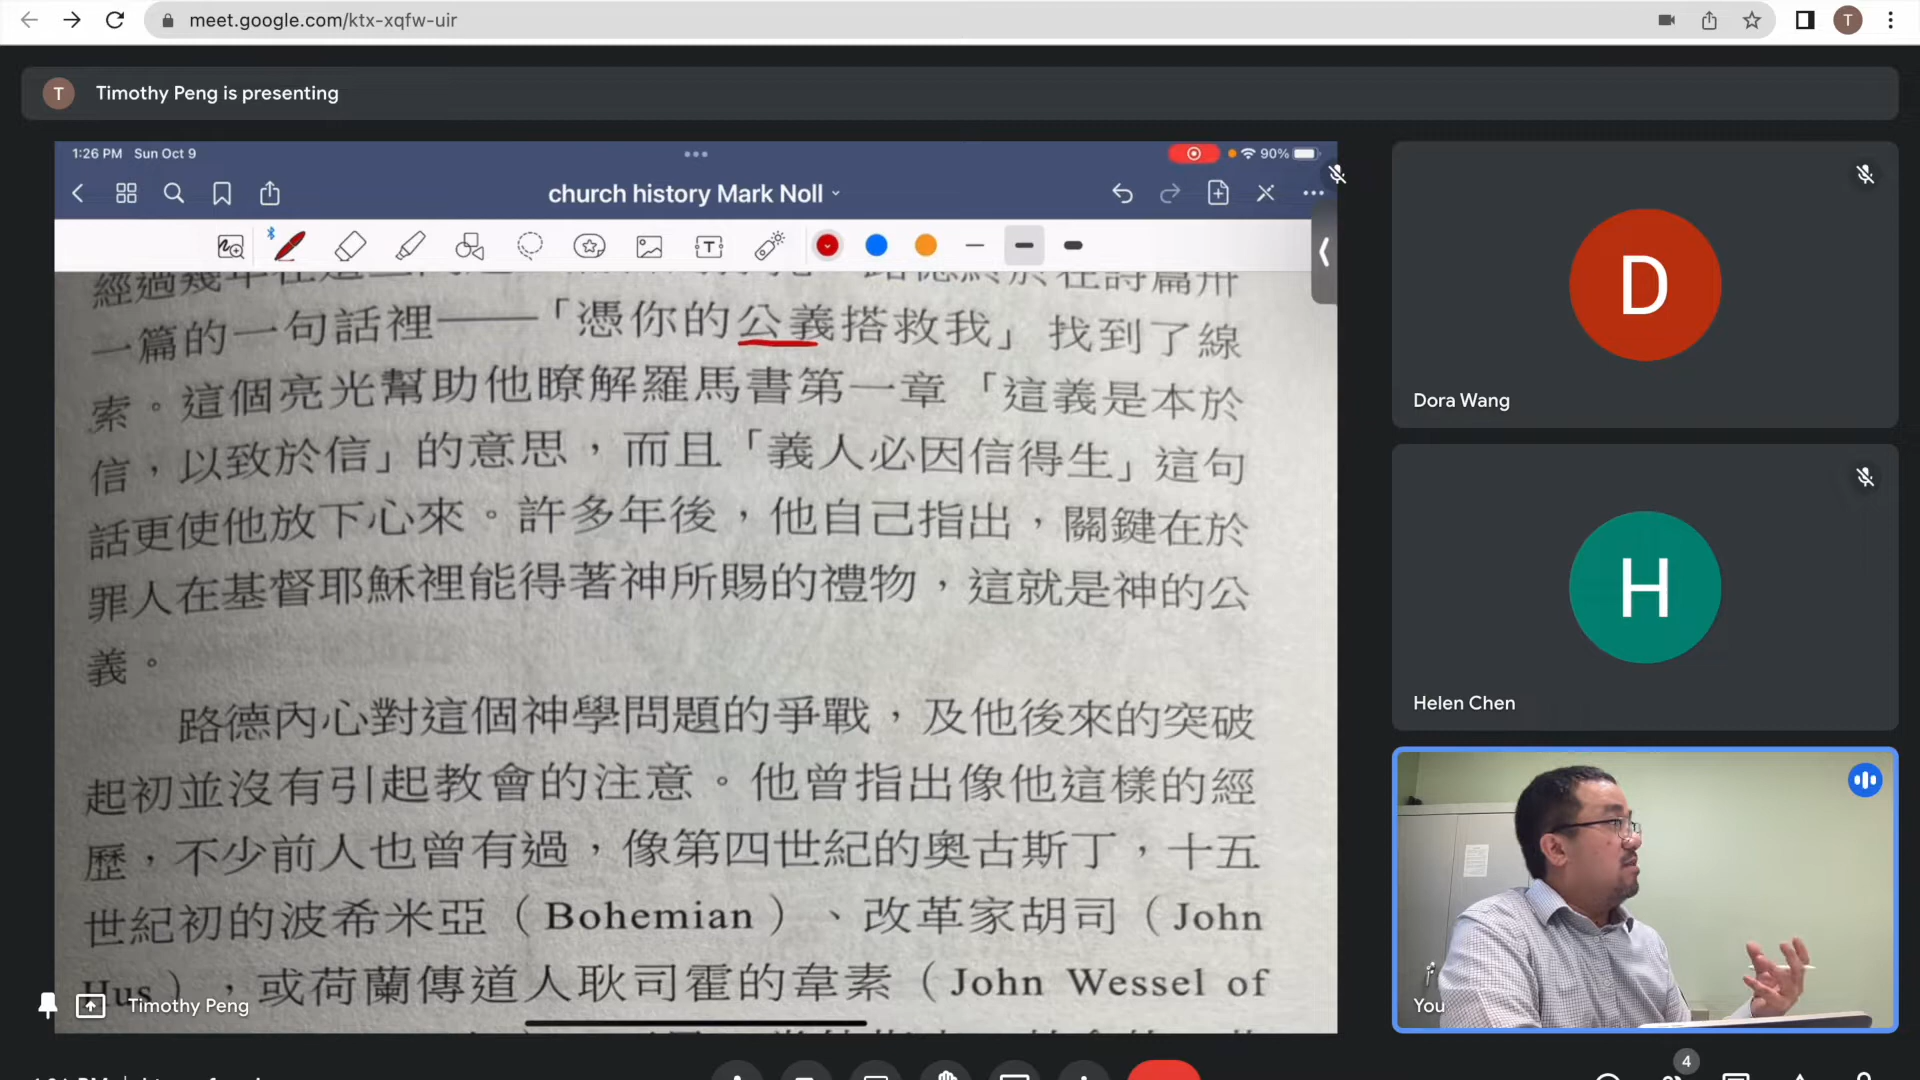 meet.google.com/ktx-xqfw-uir
T
T
Timothy Peng is presenting
1:26 PM Sun Oct 9
90%
church history Mark Noll
T
一篇的一句話裡——「憑你的公義搭救我」找到了線
索。這個亮光幫助他瞭解羅馬書第一章「這義是本於
信，以致於信」的意思，而且「義人必因信得生」這句
話更使他放下心來。許多年後，他自己指出，關鍵在於
罪人在基督耶穌裡能得著神所賜的禮物，這就是神的公
義。
路德內心對這個神學問題的爭戰，及他後來的突破
起初並沒有引起教會的注意。他曾指出像他這樣的經
歷，不少前人也曾有過，像第四世紀的奧古斯丁，十五
世紀初的波希米亞（Bohemian）、改革家胡司（John
Hus），或荷蘭傳道人耿司霍的韋素（John Wessel of
Timothy Peng
D
Dora Wang
H
Helen Chen
You
4